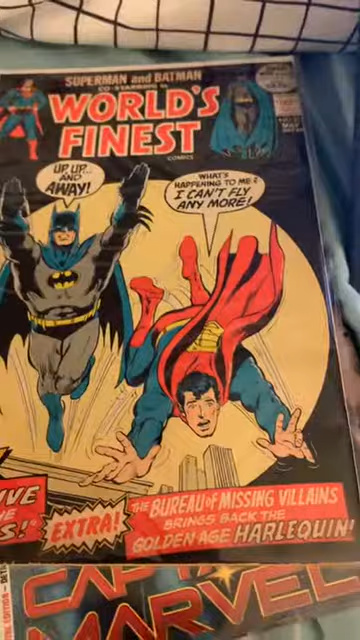 SUPERMAN and BATMAN
CO-STARRING in
WORLD'S
FINEST
COMICS
UP, UP...
AND
AWAY!
WHAT'S
HAPPENING TO ME?
I CAN'T FLY
ANY MORE!
EXTRA!
THE BUREAU OF MISSING VILLAINS
BRINGS BACK THE
GOLDEN AGE HARLEQUIN!
MARVEL